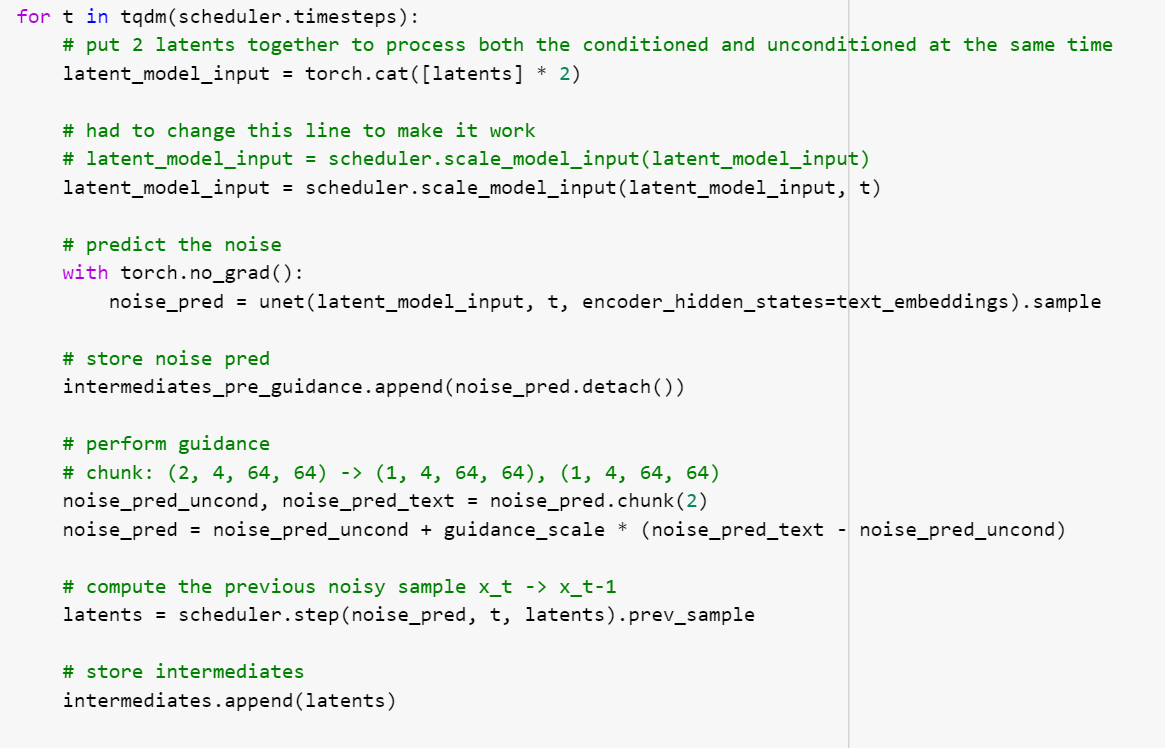 for t in tqdm(scheduler.timesteps):
    # put 2 latents together to process both the conditioned and unconditioned at the same time
    latent_model_input = torch.cat([latents] * 2)

    # had to change this line to make it work
    # latent_model_input = scheduler.scale_model_input(latent_model_input)
    latent_model_input = scheduler.scale_model_input(latent_model_input, t)

    # predict the noise
    with torch.no_grad():
        noise_pred = unet(latent_model_input, t, encoder_hidden_states=text_embeddings).sample

    # store noise pred
    intermediates_pre_guidance.append(noise_pred.detach())

    # perform guidance
    # chunk: (2, 4, 64, 64) -> (1, 4, 64, 64), (1, 4, 64, 64)
    noise_pred_uncond, noise_pred_text = noise_pred.chunk(2)
    noise_pred = noise_pred_uncond + guidance_scale * (noise_pred_text - noise_pred_uncond)

    # compute the previous noisy sample x_t -> x_t-1
    latents = scheduler.step(noise_pred, t, latents).prev_sample

    # store intermediates
    intermediates.append(latents)